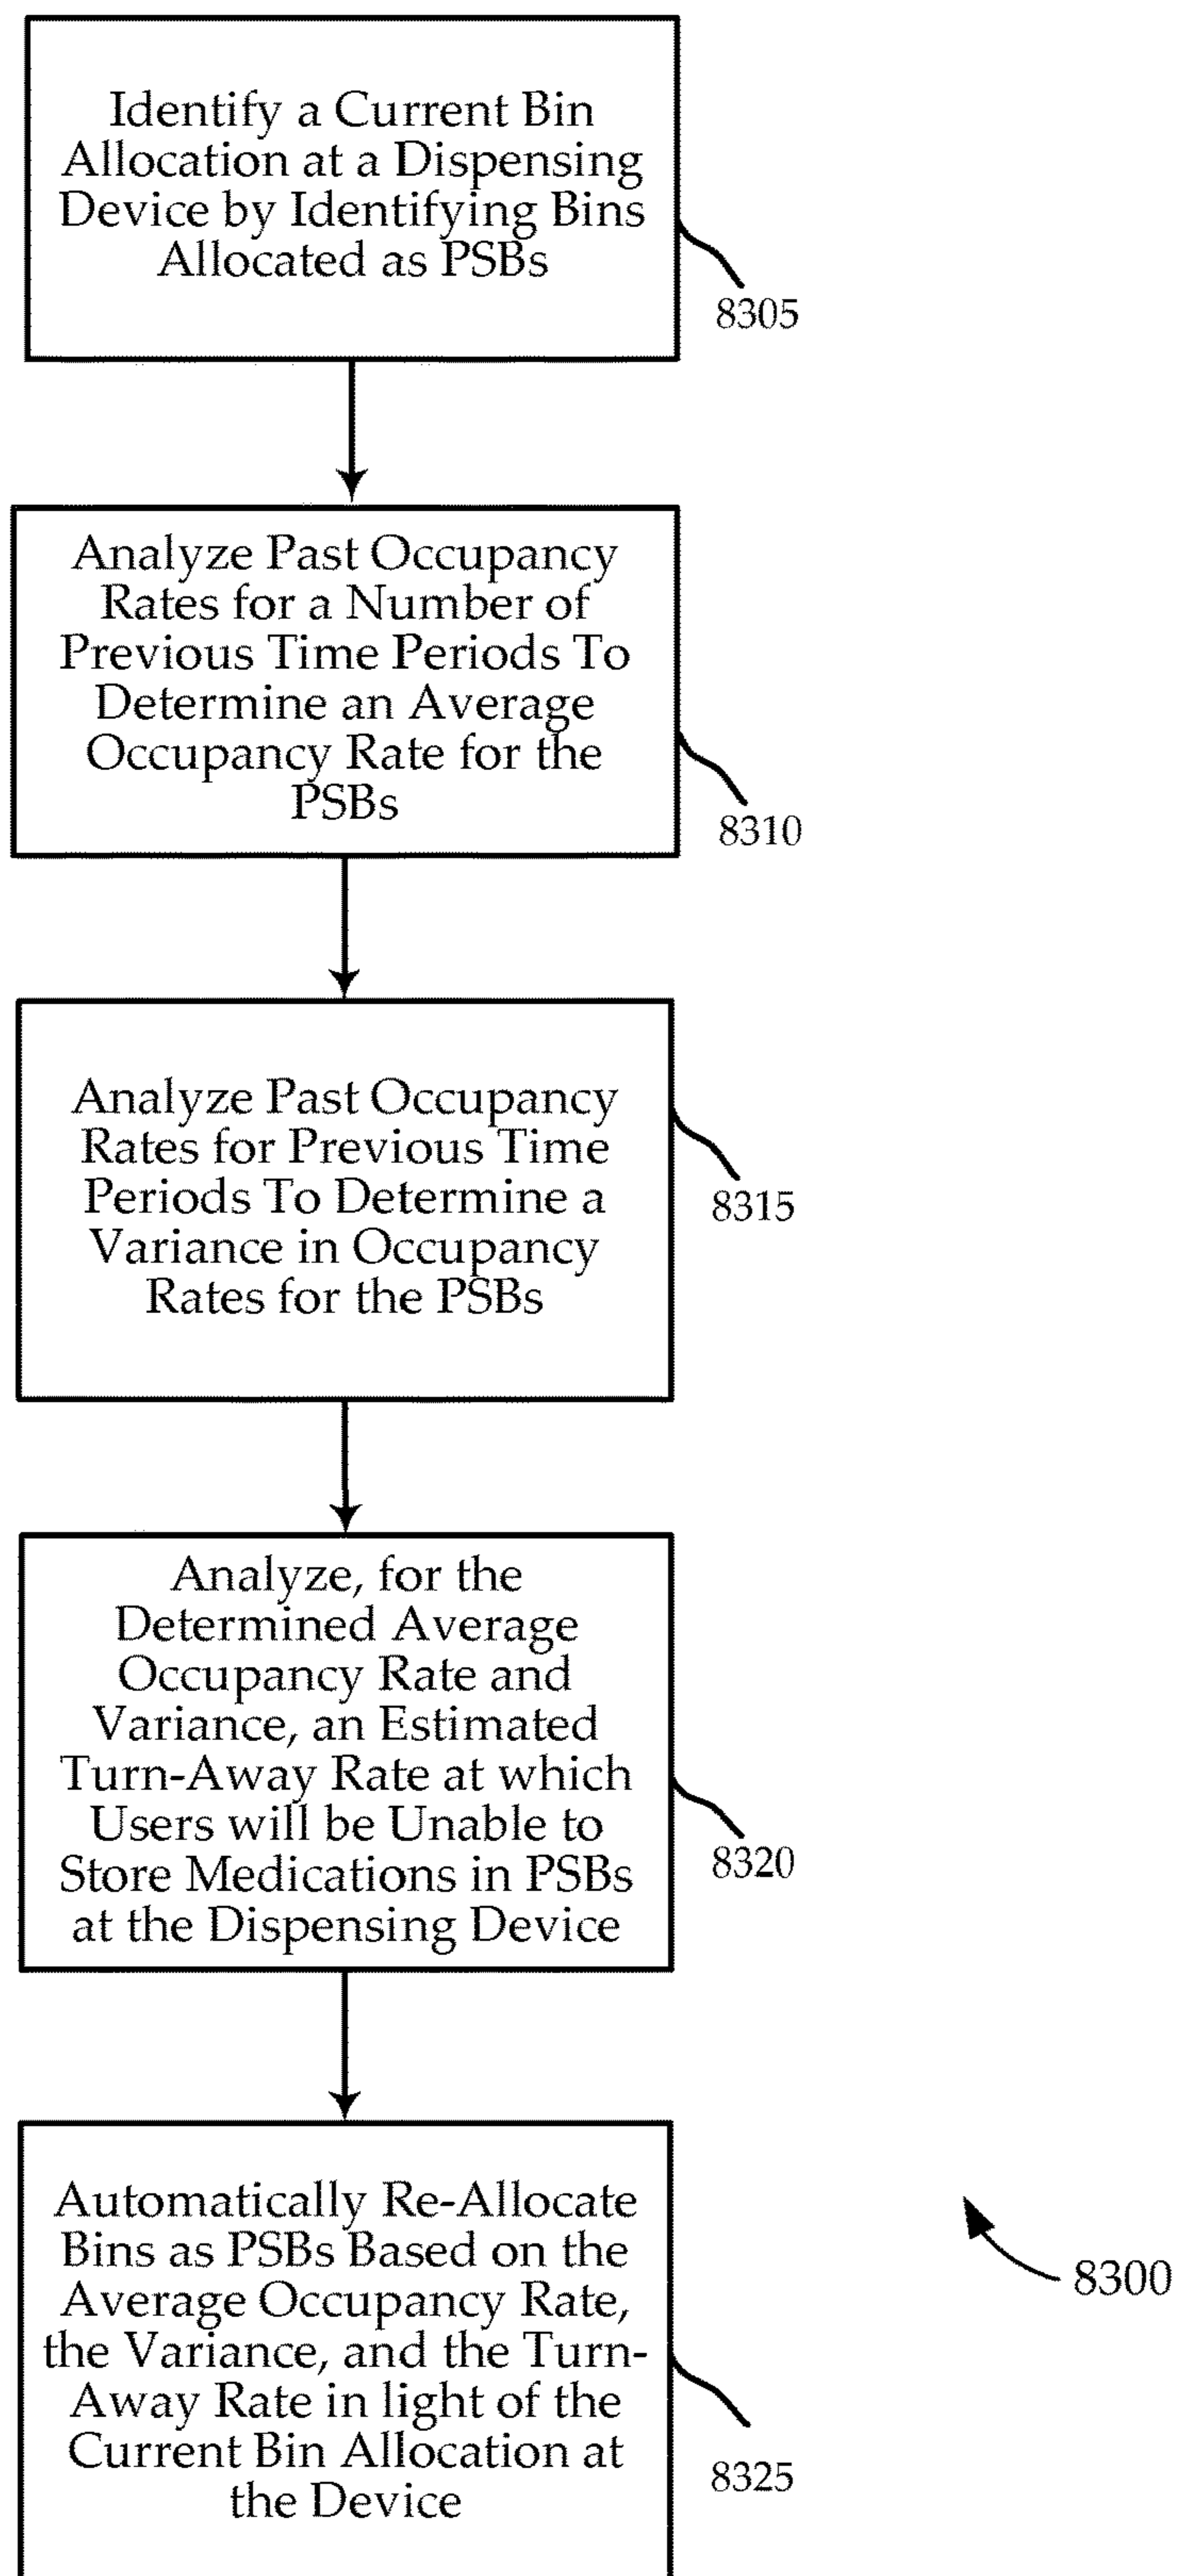 Identify a Current Bin
Allocation at a Dispensing
Device by Identifying Bins
Allocated as PSBs
8305
Analyze Past Occupancy
Rates for a Number of
Previous Time Periods To
Determine an Average
Occupancy Rate for the
PSBs
8310
Analyze Past Occupancy
Rates for Previous Time
Periods To Determine a
Variance in Occupancy
Rates for the PSBs
8315
Analyze, for the
Determined Average
Occupancy Rate and
Variance, an Estimated
Turn-Away Rate at which
Users will be Unable to
Store Medications in PSBs
at the Dispensing Device
8320
Automatically Re-Allocate
Bins as PSBs Based on the
Average Occupancy Rate,
the Variance, and the Turn-
Away Rate in light of the
Current Bin Allocation at
the Device
8325
8300